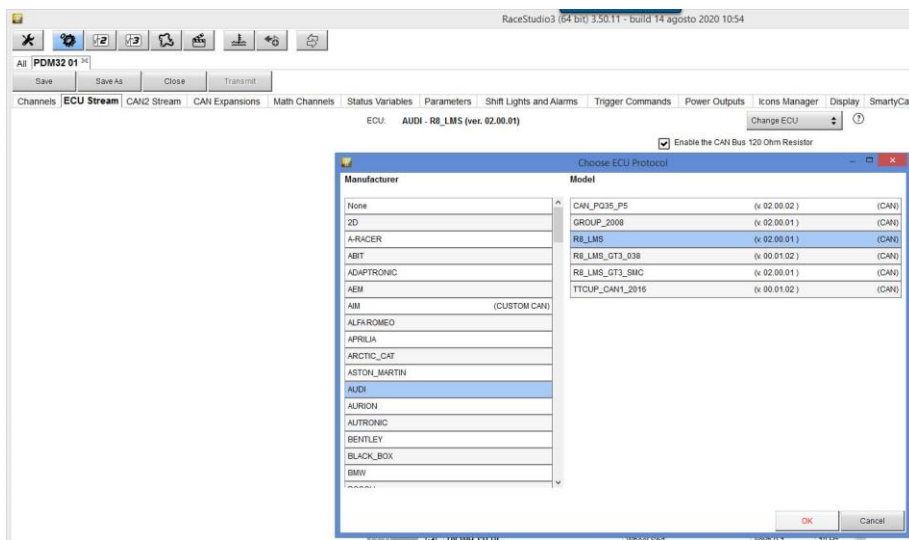 RaceStudio3 (64 bit) 3.50.11 - build 14 agosto 2020 10:54
All PDM32 01
Save Save As Close Transmit
Channels ECU Stream CAN2 Stream CAN Expansions Math Channels Status Variables Parameters Shift Lights and Alarms Trigger Commands Power Outputs Icons Manager Display SmartyCa
ECU: AUDI - R8_LMS (ver. 02.00.01) Change ECU ?
Enable the CAN Bus 120 Ohm Resistor
Choose ECU Protocol
Manufacturer Model
None CAN_PQ35_P5 (v. 02.00.02 ) (CAN)
2D GROUP_2008 (v. 02.00.01 ) (CAN)
A-RACER R8_LMS (v. 02.00.01 ) (CAN)
ABIT R8_LMS_GT3_038 (v. 00.01.02 ) (CAN)
ADAPTRONIC R8_LMS_GT3_SMC (v. 02.00.01 ) (CAN)
AEM TTCUP_CAN1_2016 (v. 00.01.02 ) (CAN)
AIM (CUSTOM CAN)
ALFAROMEO
APRILIA
ARCTIC_CAT
ASTON_MARTIN
AUDI
AURION
AUTRONIC
BENTLEY
BLACK_BOX
BMW
OK Cancel